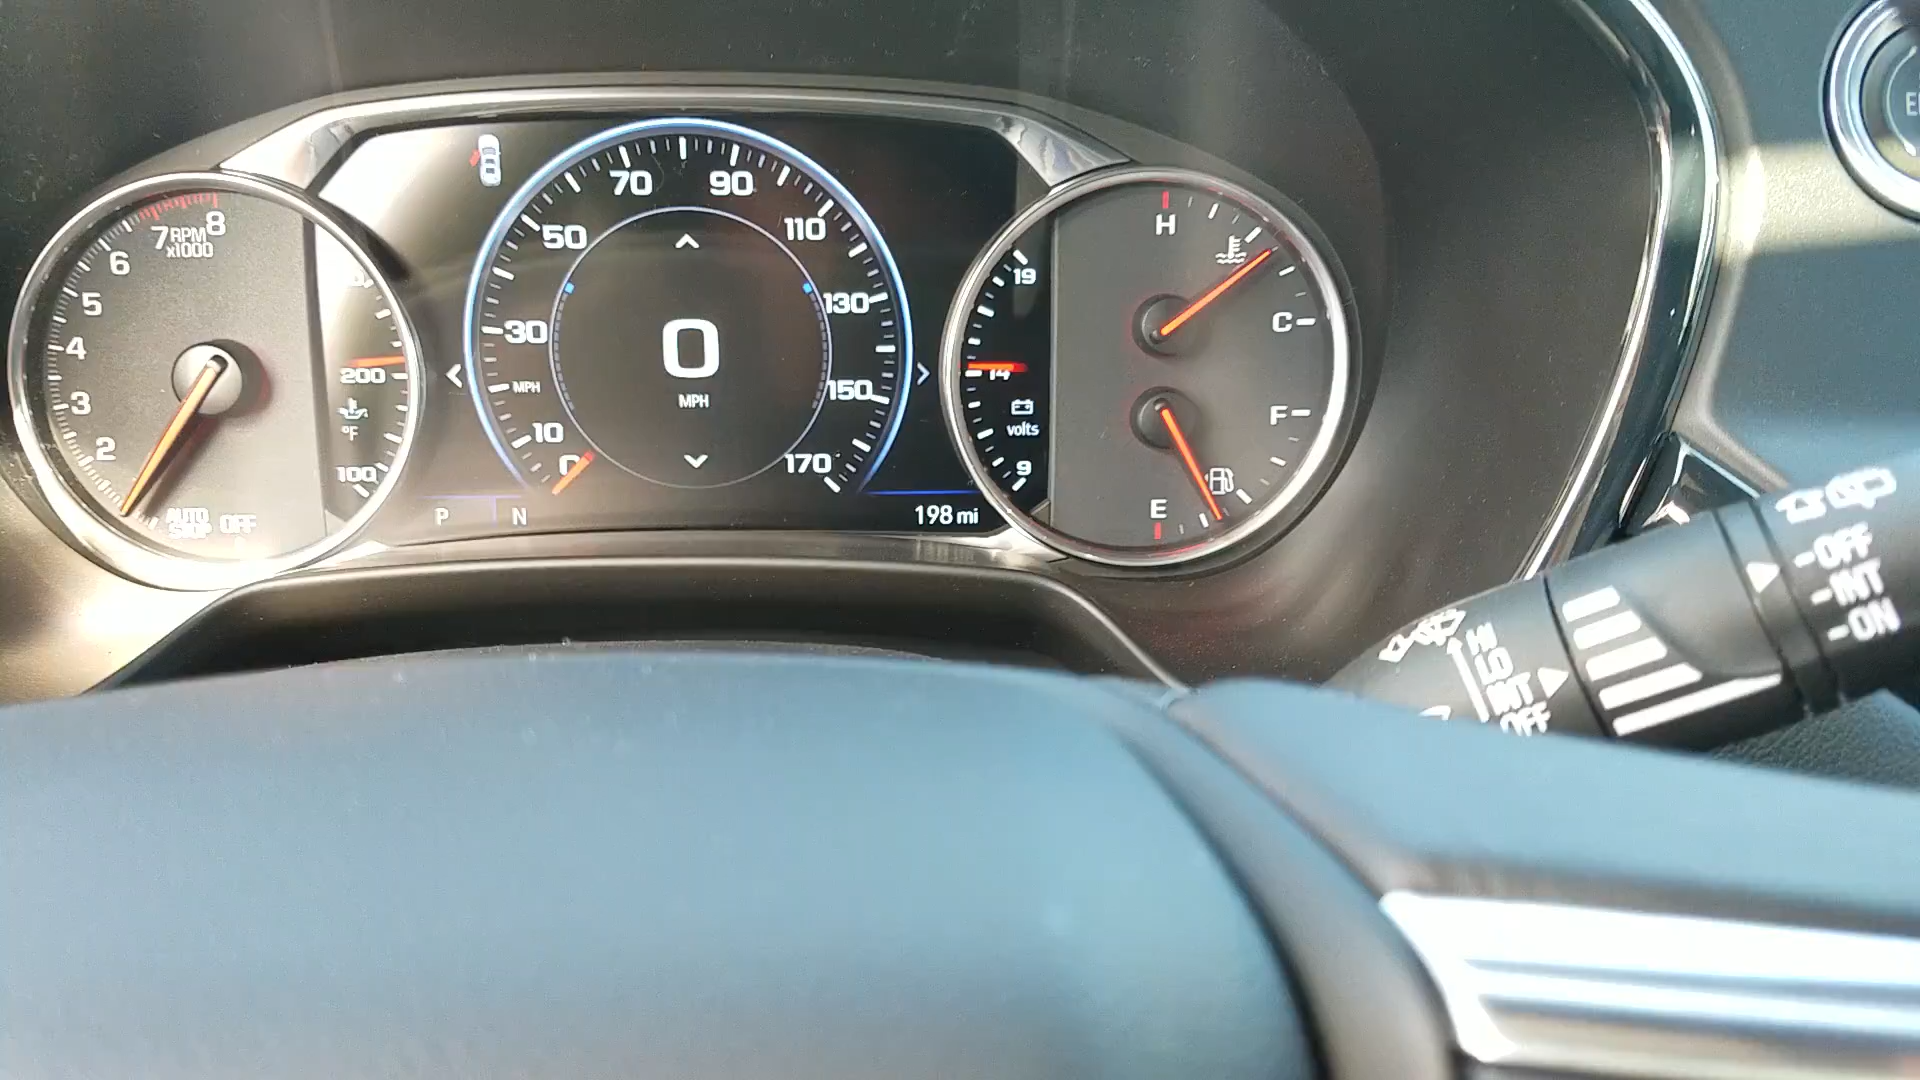 8
7
RPM
x1000
6
5
4
3
2
AUTO
STOP
OFF
200
°F
100
70
90
50
110
30
130
MPH
150
10
0
170
0
MPH
P
N
198 mi
19
14
volts
9
H
C
F
E
OFF
INT
ON
HI
LO
INT
OFF